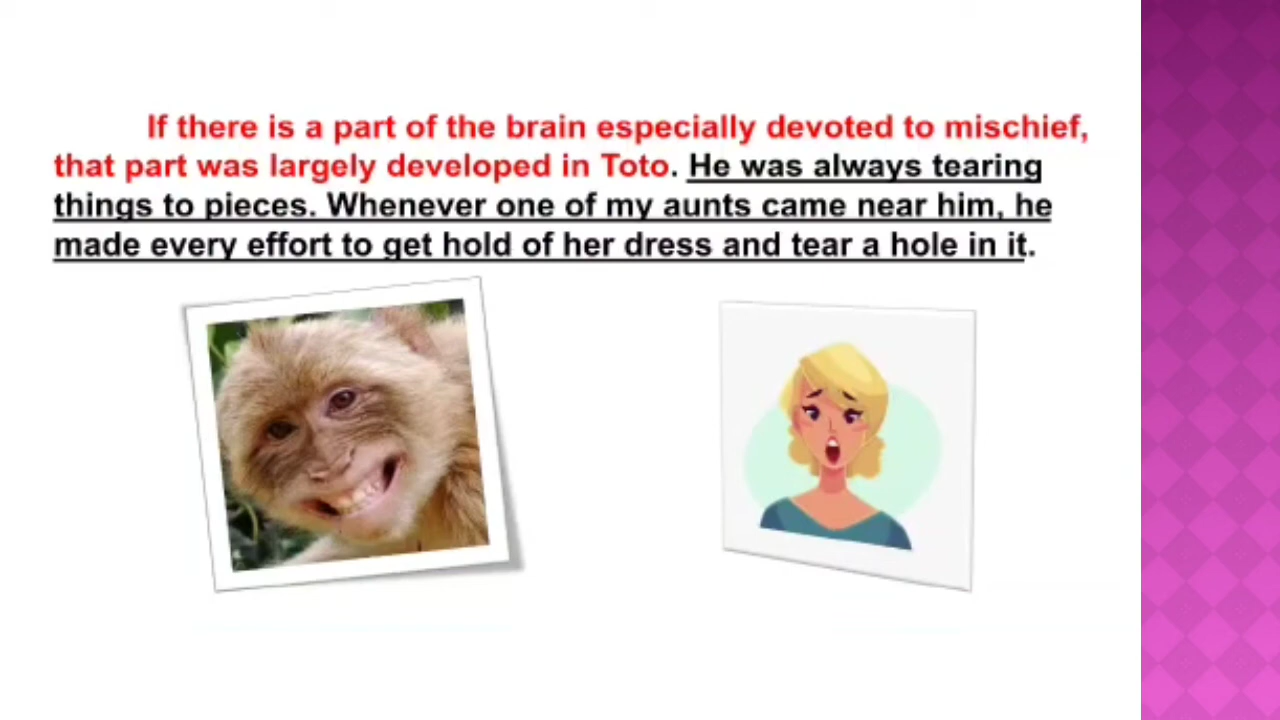 If there is a part of the brain especially devoted to mischief,
that part was largely developed in Toto. He was always tearing
things to pieces. Whenever one of my aunts came near him, he
made every effort to get hold of her dress and tear a hole in it.